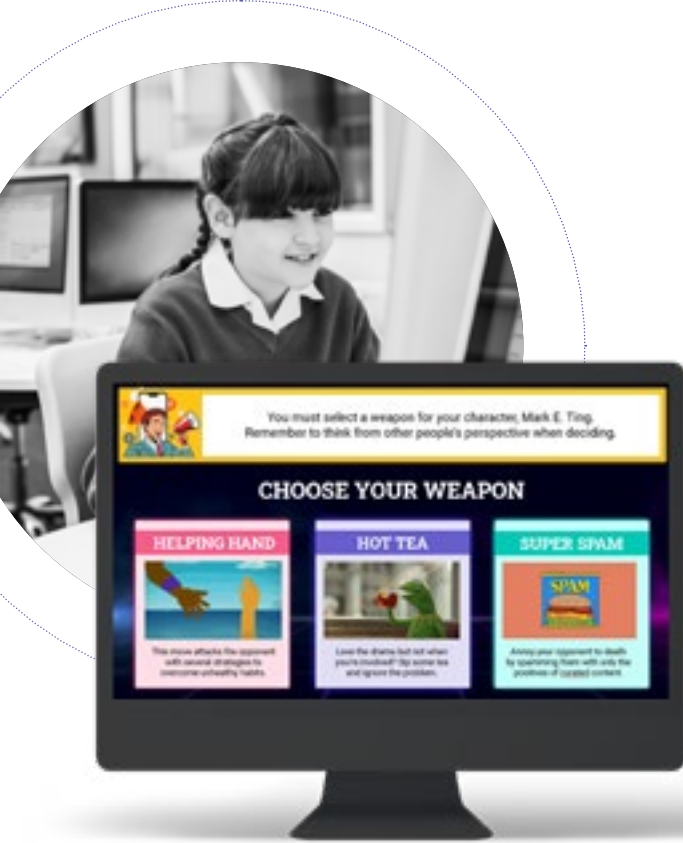 You must select a weapon for your character, Mark E. Ting.
Remember to think from other people's perspective when deciding.
CHOOSE YOUR WEAPON
HELPING HAND
This move attacks the opponent
with several strategies to
overcome unhealthy habits.
HOT TEA
Love the drama but not when
you're involved? Sip some tea
and ignore the problem.
SUPER SPAM
SPAM
Annoy your opponent to death
by spamming them with only the
positives of curated content.